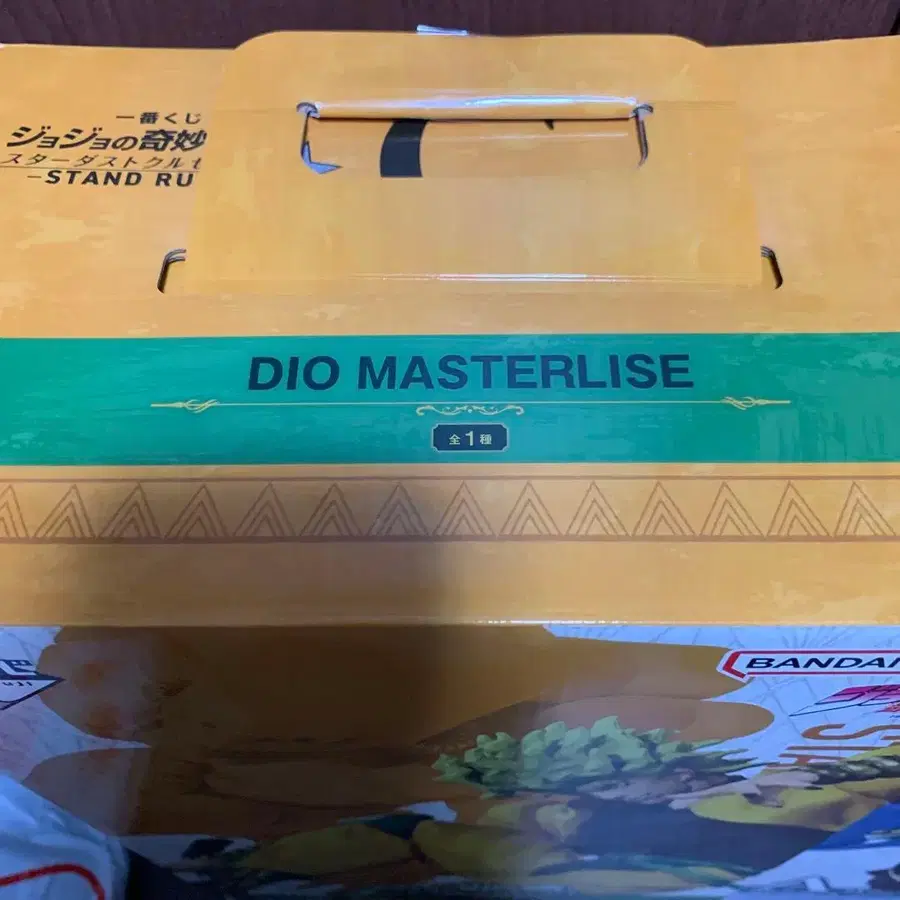 一番くじ
ジョジョの奇妙
スターダストクルセ
-STAND RU
DIO MASTERLISE
全1種
BANDAI